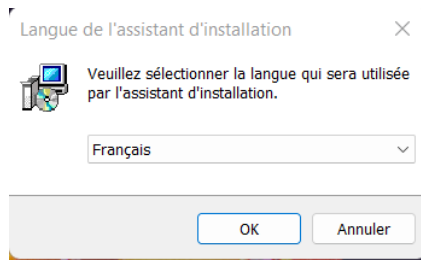 Langue de l'assistant d'installation
Veuillez sélectionner la langue qui sera utilisée
par l'assistant d'installation.
Français
OK
Annuler